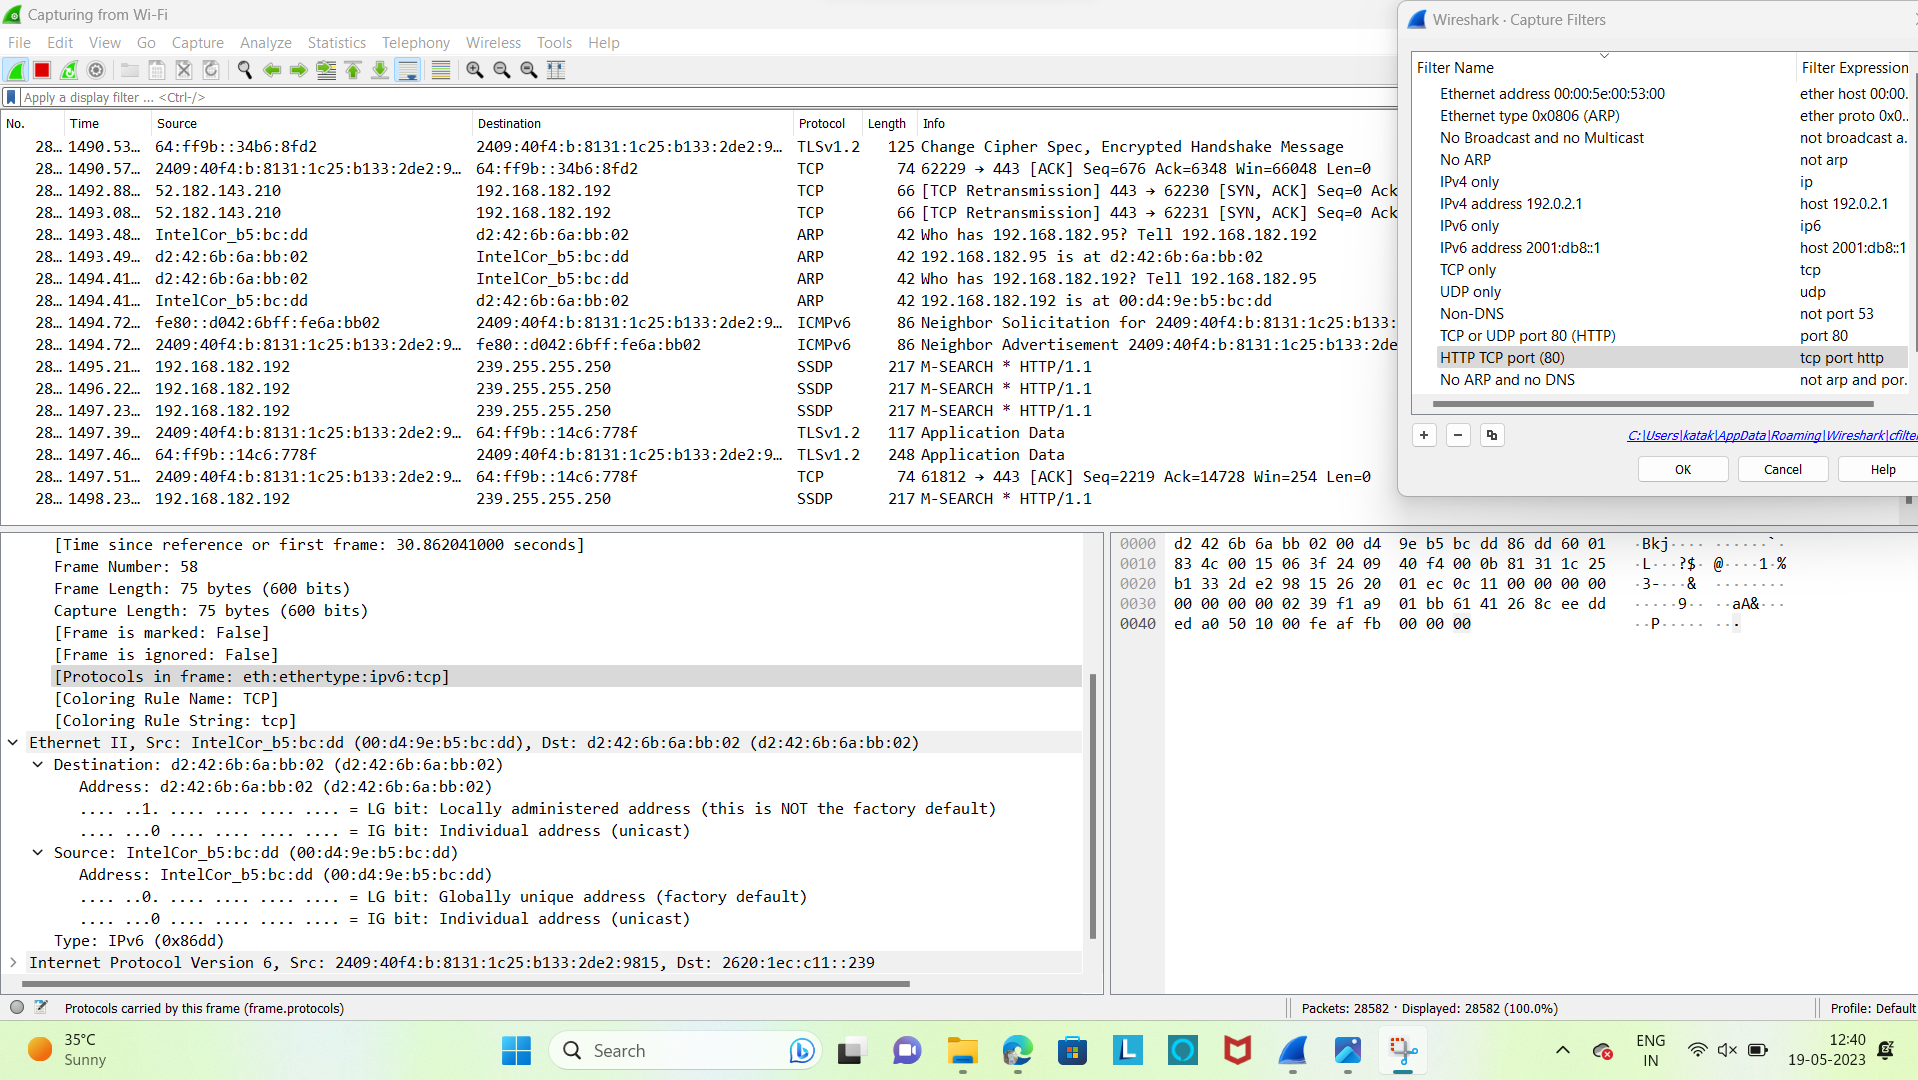 Capturing from Wi-Fi
File Edit View Go Capture Analyze Statistics Telephony Wireless Tools Help
Apply a display filter ... <Ctrl-/>
No. Time Source Destination Protocol Length Info
28... 1490.53... 64:ff9b::34b6:8fd2 2409:40f4:b:8131:1c25:b133:2de2:9... TLSv1.2 125 Change Cipher Spec, Encrypted Handshake Message
28... 1490.57... 2409:40f4:b:8131:1c25:b133:2de2:9... 64:ff9b::34b6:8fd2 TCP 74 62229 → 443 [ACK] Seq=676 Ack=6348 Win=66048 Len=0
28... 1492.88... 52.182.143.210 192.168.182.192 TCP 66 [TCP Retransmission] 443 → 62230 [SYN, ACK] Seq=0 Ack
28... 1493.08... 52.182.143.210 192.168.182.192 TCP 66 [TCP Retransmission] 443 → 62231 [SYN, ACK] Seq=0 Ack
28... 1493.48... IntelCor_b5:bc:dd d2:42:6b:6a:bb:02 ARP 42 Who has 192.168.182.95? Tell 192.168.182.192
28... 1493.49... d2:42:6b:6a:bb:02 IntelCor_b5:bc:dd ARP 42 192.168.182.95 is at d2:42:6b:6a:bb:02
28... 1494.41... d2:42:6b:6a:bb:02 IntelCor_b5:bc:dd ARP 42 Who has 192.168.182.192? Tell 192.168.182.95
28... 1494.41... IntelCor_b5:bc:dd d2:42:6b:6a:bb:02 ARP 42 192.168.182.192 is at 00:d4:9e:b5:bc:dd
28... 1494.72... fe80::d042:6bff:fe6a:bb02 2409:40f4:b:8131:1c25:b133:2de2:9... ICMPv6 86 Neighbor Solicitation for 2409:40f4:b:8131:1c25:b133:
28... 1494.72... 2409:40f4:b:8131:1c25:b133:2de2:9... fe80::d042:6bff:fe6a:bb02 ICMPv6 86 Neighbor Advertisement 2409:40f4:b:8131:1c25:b133:2de
28... 1495.21... 192.168.182.192 239.255.255.250 SSDP 217 M-SEARCH * HTTP/1.1
28... 1496.22... 192.168.182.192 239.255.255.250 SSDP 217 M-SEARCH * HTTP/1.1
28... 1497.23... 192.168.182.192 239.255.255.250 SSDP 217 M-SEARCH * HTTP/1.1
28... 1497.39... 2409:40f4:b:8131:1c25:b133:2de2:9... 64:ff9b::14c6:778f TLSv1.2 117 Application Data
28... 1497.46... 64:ff9b::14c6:778f 2409:40f4:b:8131:1c25:b133:2de2:9... TLSv1.2 248 Application Data
28... 1497.51... 2409:40f4:b:8131:1c25:b133:2de2:9... 64:ff9b::14c6:778f TCP 74 61812 → 443 [ACK] Seq=2219 Ack=14728 Win=254 Len=0
28... 1498.23... 192.168.182.192 239.255.255.250 SSDP 217 M-SEARCH * HTTP/1.1
Wireshark · Capture Filters
Filter Name Filter Expression
Ethernet address 00:00:5e:00:53:00 ether host 00:00.
Ethernet type 0x0806 (ARP) ether proto 0x0..
No Broadcast and no Multicast not broadcast a.
No ARP not arp
IPv4 only ip
IPv4 address 192.0.2.1 host 192.0.2.1
IPv6 only ip6
IPv6 address 2001:db8::1 host 2001:db8::1
TCP only tcp
UDP only udp
Non-DNS not port 53
TCP or UDP port 80 (HTTP) port 80
HTTP TCP port (80) tcp port http
No ARP and no DNS not arp and por.
C:\Users\katak\AppData\Roaming\Wireshark\cfilter
OK Cancel Help
[Time since reference or first frame: 30.862041000 seconds]
Frame Number: 58
Frame Length: 75 bytes (600 bits)
Capture Length: 75 bytes (600 bits)
[Frame is marked: False]
[Frame is ignored: False]
[Protocols in frame: eth:ethertype:ipv6:tcp]
[Coloring Rule Name: TCP]
[Coloring Rule String: tcp]
Ethernet II, Src: IntelCor_b5:bc:dd (00:d4:9e:b5:bc:dd), Dst: d2:42:6b:6a:bb:02 (d2:42:6b:6a:bb:02)
Destination: d2:42:6b:6a:bb:02 (d2:42:6b:6a:bb:02)
Address: d2:42:6b:6a:bb:02 (d2:42:6b:6a:bb:02)
.... ..1. .... .... .... .... = LG bit: Locally administered address (this is NOT the factory default)
.... ...0 .... .... .... .... = IG bit: Individual address (unicast)
Source: IntelCor_b5:bc:dd (00:d4:9e:b5:bc:dd)
Address: IntelCor_b5:bc:dd (00:d4:9e:b5:bc:dd)
.... ..0. .... .... .... .... = LG bit: Globally unique address (factory default)
.... ...0 .... .... .... .... = IG bit: Individual address (unicast)
Type: IPv6 (0x86dd)
Internet Protocol Version 6, Src: 2409:40f4:b:8131:1c25:b133:2de2:9815, Dst: 2620:1ec:c11::239
0000 d2 42 6b 6a bb 02 00 d4 9e b5 bc dd 86 dd 60 01 ·Bkj···· ······`·
0010 83 4c 00 15 06 3f 24 09 40 f4 00 0b 81 31 1c 25 ·L···?$· @····1·%
0020 b1 33 2d e2 98 15 26 20 01 ec 0c 11 00 00 00 00 ·3-···& ········
0030 00 00 00 00 02 39 f1 a9 01 bb 61 41 26 8c ee dd ·····9·· ··aA&···
0040 ed a0 50 10 00 fe af fb 00 00 00 ··P····· ···
Protocols carried by this frame (frame.protocols)
Packets: 28582 · Displayed: 28582 (100.0%)
Profile: Default
35°C
Sunny
Search
ENG
IN
12:40
19-05-2023